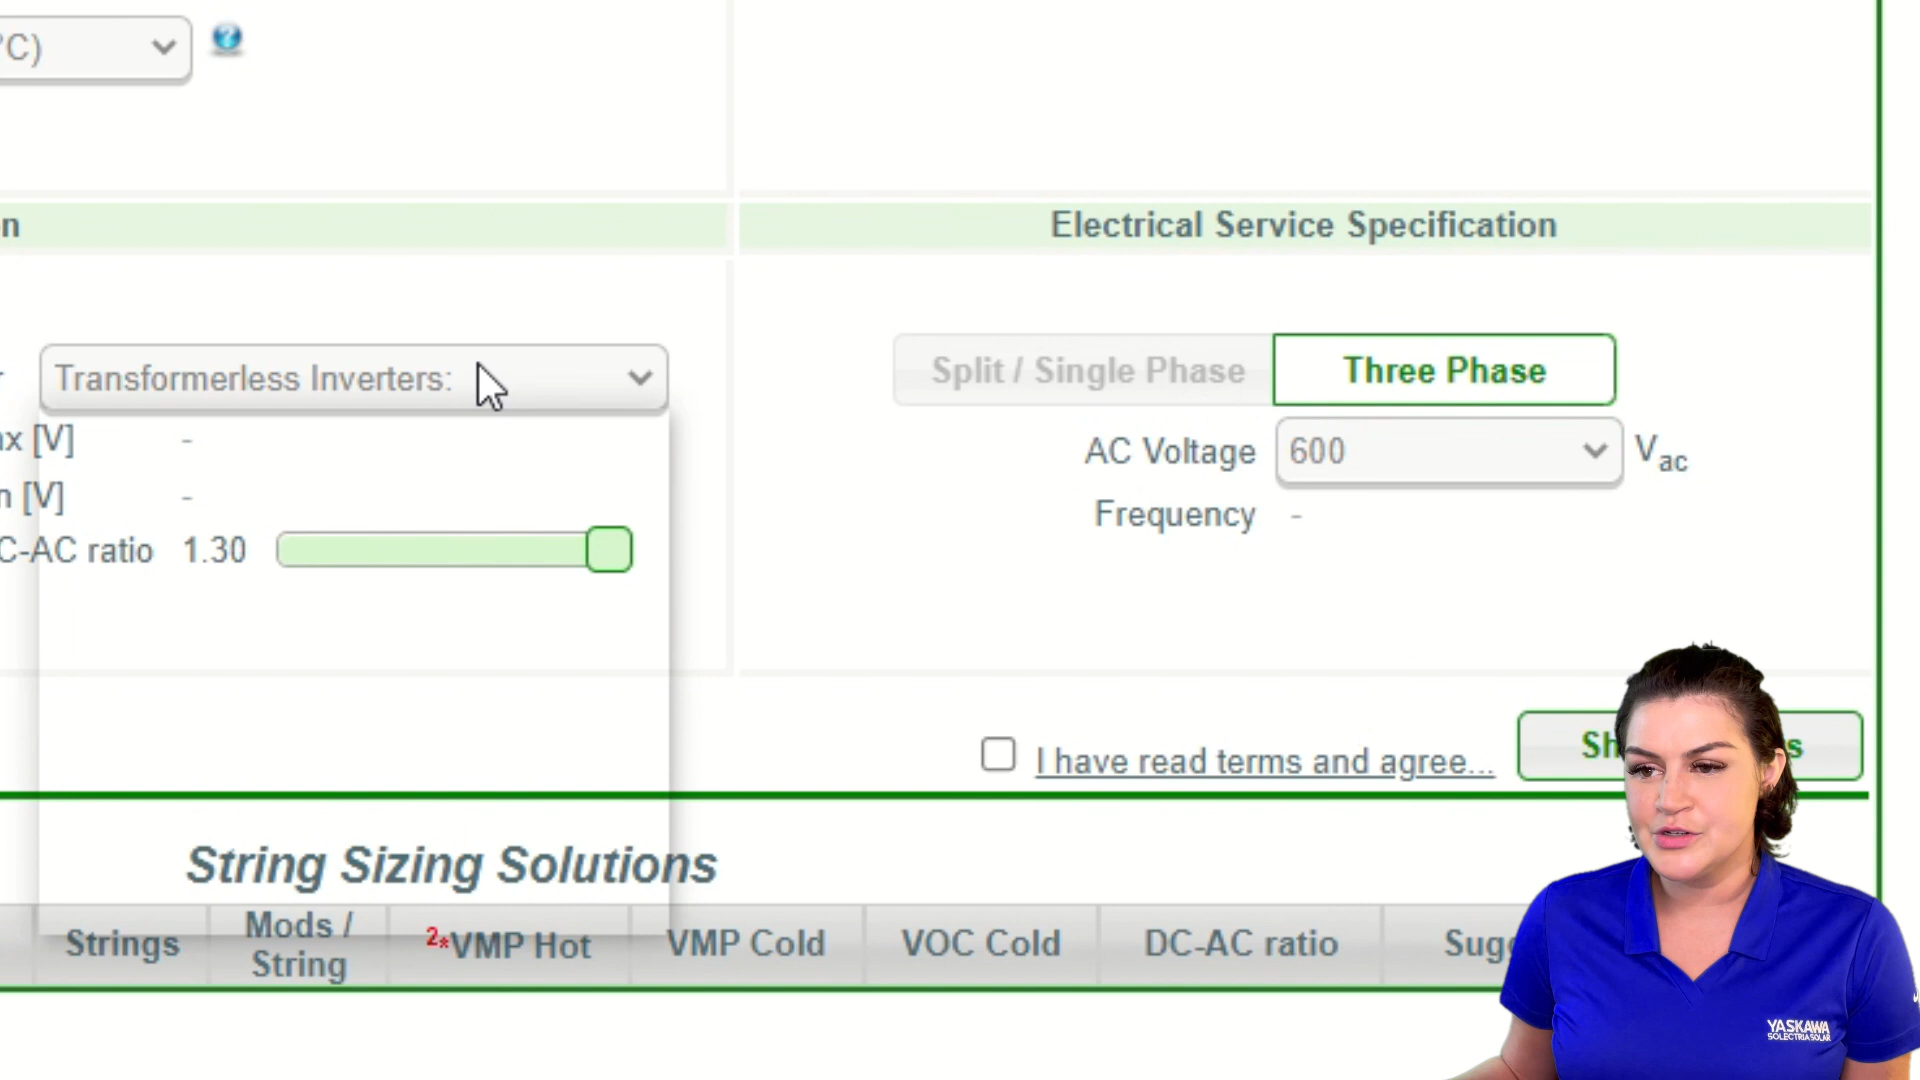 °C)
n
Electrical Service Specification
Transformerless Inverters:
Split / Single Phase
Three Phase
x [V]
-
AC Voltage
600
Vac
n [V]
-
Frequency
-
C-AC ratio
1.30
I have read terms and agree...
String Sizing Solutions
Strings
Mods /
String
2*VMP Hot
VMP Cold
VOC Cold
DC-AC ratio
YASKAWA
SOLECTRIA SOLAR